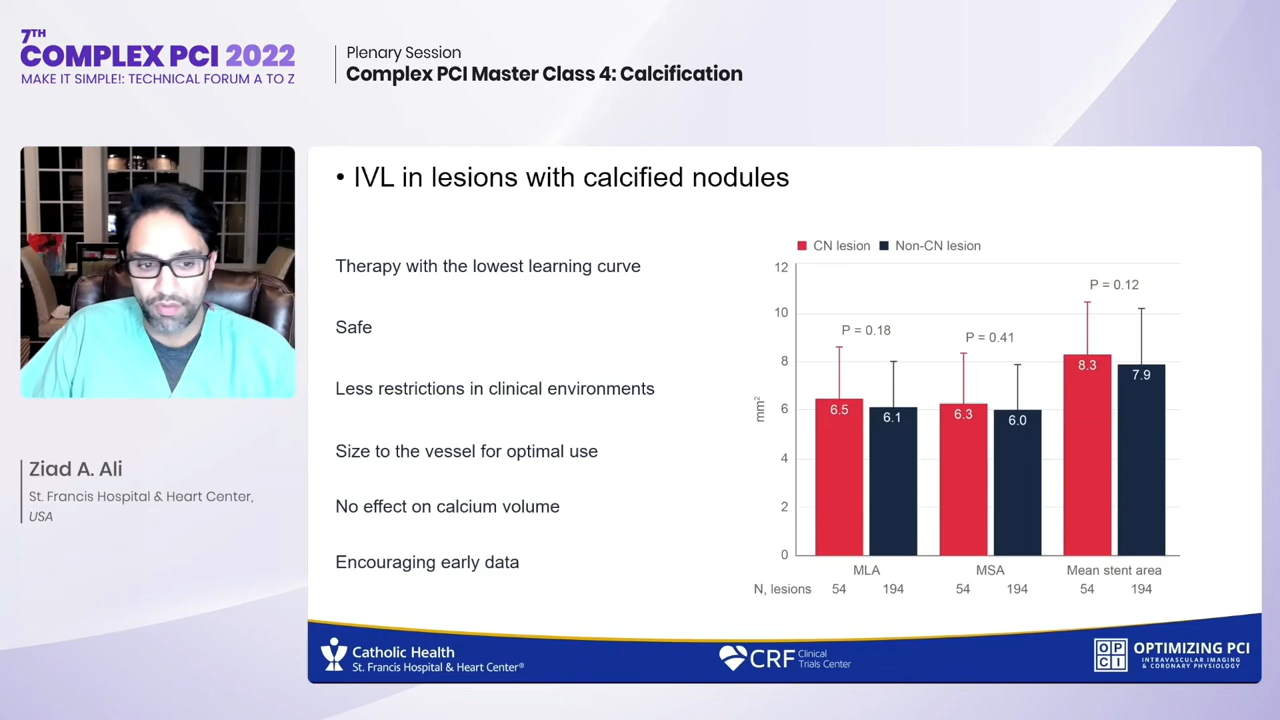 7TH
COMPLEX PCI 2022
MAKE IT SIMPLE!: TECHNICAL FORUM A TO Z
Plenary Session
Complex PCI Master Class 4: Calcification
Ziad A. Ali
St. Francis Hospital & Heart Center,
USA
• IVL in lesions with calcified nodules
Therapy with the lowest learning curve
Safe
Less restrictions in clinical environments
Size to the vessel for optimal use
No effect on calcium volume
Encouraging early data
CN lesion Non-CN lesion
12
10
8
6
4
2
0
mm²
P = 0.18
P = 0.41
P = 0.12
6.5
6.1
6.3
6.0
8.3
7.9
MLA MSA Mean stent area
N, lesions 54 194 54 194 54 194
Catholic Health
St. Francis Hospital & Heart Center®
CRF Clinical
Trials Center
OP
CI
OPTIMIZING PCI
INTRAVASCULAR IMAGING
& CORONARY PHYSIOLOGY